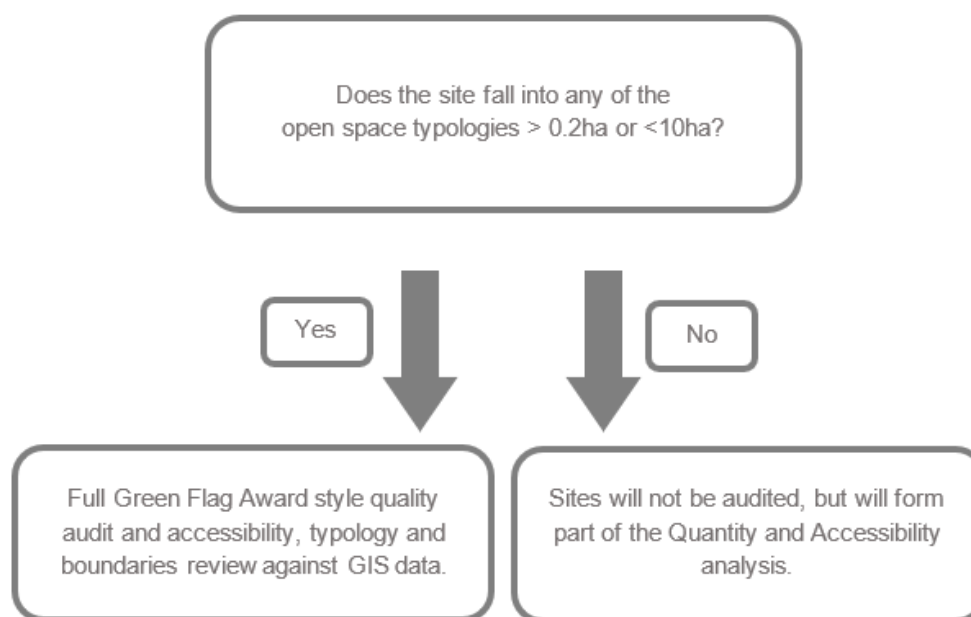 Does the site fall into any of the
open space typologies > 0.2ha or <10ha?
Yes
No
Full Green Flag Award style quality
audit and accessibility, typology and
boundaries review against GIS data.
Sites will not be audited, but will form
part of the Quantity and Accessibility
analysis.